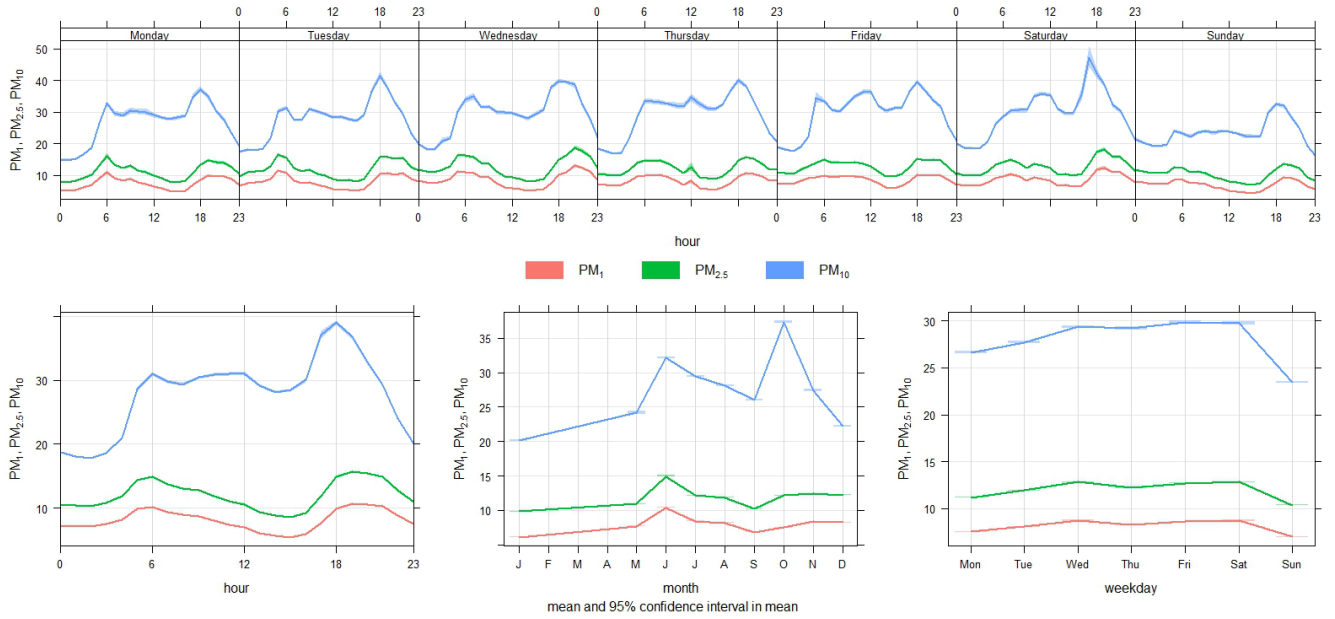 0 6 12 18 23 0 6 12 18 23 0 6 12 18 23
Monday Tuesday Wednesday Thursday Friday Saturday Sunday
PM₁, PM₂.₅, PM₁₀
50
40
30
20
10
0 6 12 18 23 0 6 12 18 23 0 6 12 18 23 0 6 12 18 23
hour
PM₁ PM₂.₅ PM₁₀
PM₁, PM₂.₅, PM₁₀
30
20
10
0 6 12 18 23
hour
PM₁, PM₂.₅, PM₁₀
35
30
25
20
15
10
J F M A M J J A S O N D
month
mean and 95% confidence interval in mean
PM₁, PM₂.₅, PM₁₀
30
25
20
15
10
Mon Tue Wed Thu Fri Sat Sun
weekday